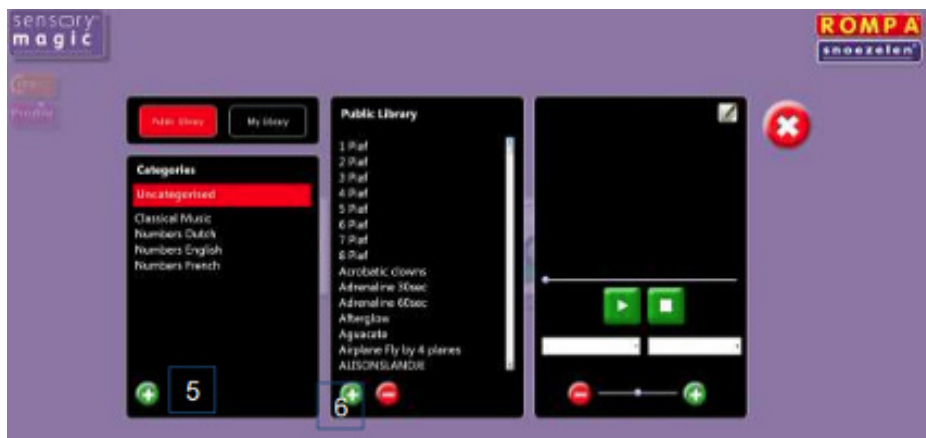 sensory
magic
ROMPA
snoezelen
Public Library
My library
Categories
Uncategorised
Classical Music
Numbers Dutch
Numbers English
Numbers French
5
Public Library
1 Piaf
2 Piaf
3 Piaf
4 Piaf
5 Piaf
6 Piaf
7 Piaf
8 Piaf
Acrobatic clowns
Adrenaline 30sec
Adrenaline 60sec
Afterglow
Aguacate
Airplane Fly by 4 planes
6